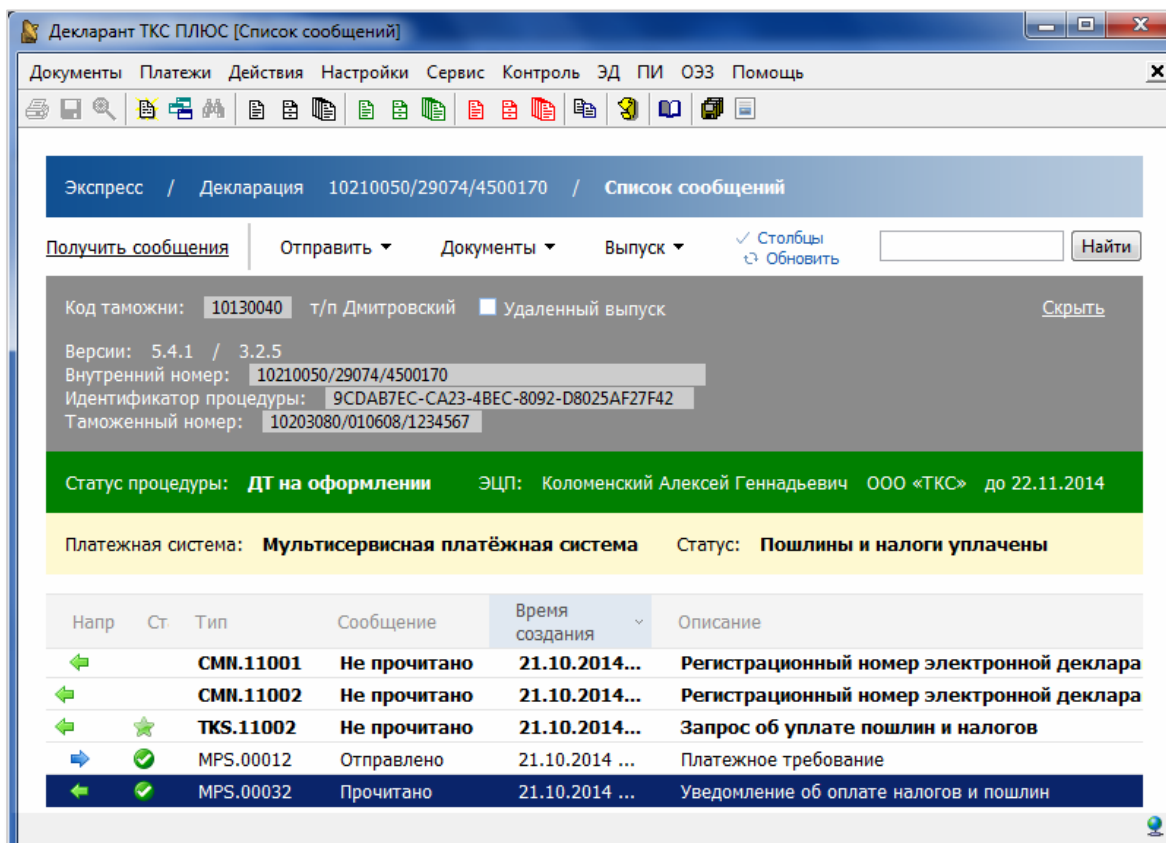 Декларант ТКС ПЛЮС [Список сообщений]
Документы Платежи Действия Настройки Сервис Контроль ЭД ПИ ОЭЗ Помощь
Экспресс / Декларация 10210050/29074/4500170 / Список сообщений
Получить сообщения Отправить Документы Выпуск Столбцы Найти
Обновить
Код таможни: 10130040 т/п Дмитровский Удаленный выпуск Скрыть
Версии: 5.4.1 / 3.2.5
Внутренний номер: 10210050/29074/4500170
Идентификатор процедуры: 9CDAB7EC-CA23-4BEC-8092-D8025AF27F42
Таможенный номер: 10203080/010608/1234567
Статус процедуры: ДТ на оформлении ЭЦП: Коломенский Алексей Геннадьевич ООО «ТКС» до 22.11.2014
Платежная система: Мультисервисная платёжная система Статус: Пошлины и налоги уплачены
Напр Ст Тип Сообщение Время создания Описание
CMN.11001 Не прочитано 21.10.2014... Регистрационный номер электронной деклара
CMN.11002 Не прочитано 21.10.2014... Регистрационный номер электронной деклара
TKS.11002 Не прочитано 21.10.2014... Запрос об уплате пошлин и налогов
MPS.00012 Отправлено 21.10.2014 ... Платежное требование
MPS.00032 Прочитано 21.10.2014 ... Уведомление об оплате налогов и пошлин